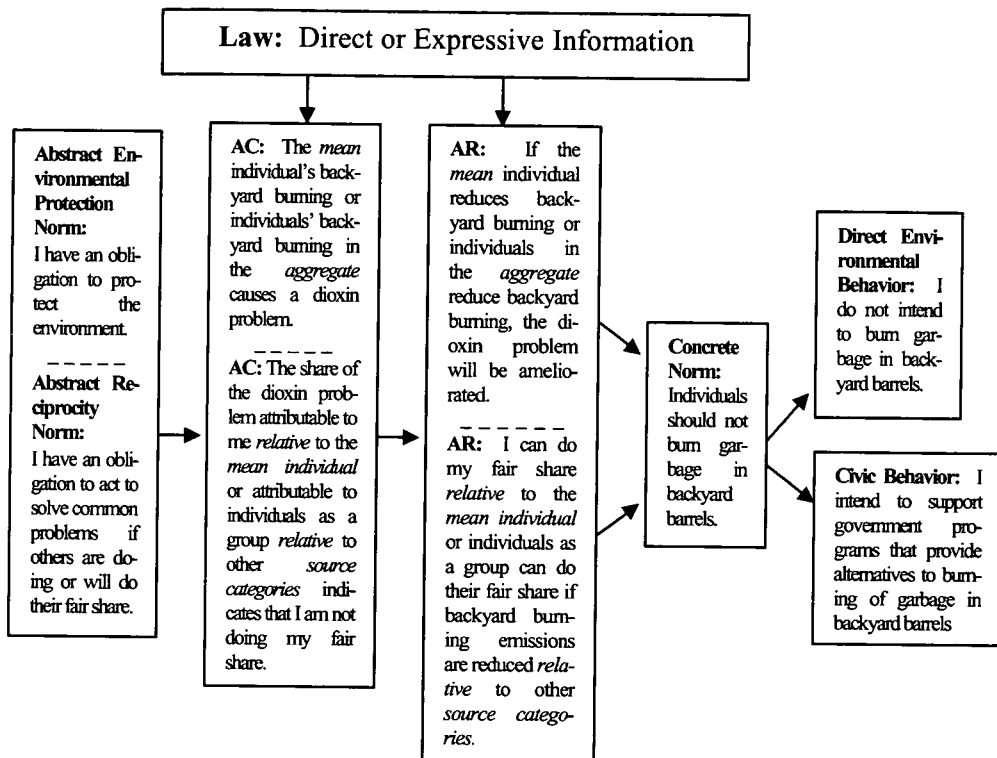 Law: Direct or Expressive Information
Abstract En-
vironmental
Protection
Norm:
I have an obli-
gation to pro-
tect the
environment.
Abstract Re-
ciprocity
Norm:
I have an obli-
gation to act to
solve common
problems if
others are do-
ing or will do
their fair share.
AC: The mean
individual's back-
yard burning or
individuals' back-
yard burning in
the aggregate
causes a dioxin
problem.
AC: The share of
the dioxin prob-
lem attributable to
me relative to the
mean individual
or attributable to
individuals as a
group relative to
other source
categories indi-
cates that I am not
doing my fair
share.
AR: If the
mean individual
reduces back-
yard burning or
individuals in
the aggregate
reduce backyard
burning, the di-
oxin problem
will be amelio-
rated.
AR: I can do
my fair share
relative to the
mean individual
or individuals as
a group can do
their fair share if
backyard burn-
ing emissions
are reduced rela-
tive to other
source catego-
ries.
Concrete
Norm:
Individuals
should not
burn gar-
bage in
backyard
barrels.
Direct Envi-
ronmental
Behavior: I
do not intend
to burn gar-
bage in back-
yard barrels.
Civic Behavior: I
intend to support
government pro-
grams that provide
alternatives to burn-
ing of garbage in
backyard barrels